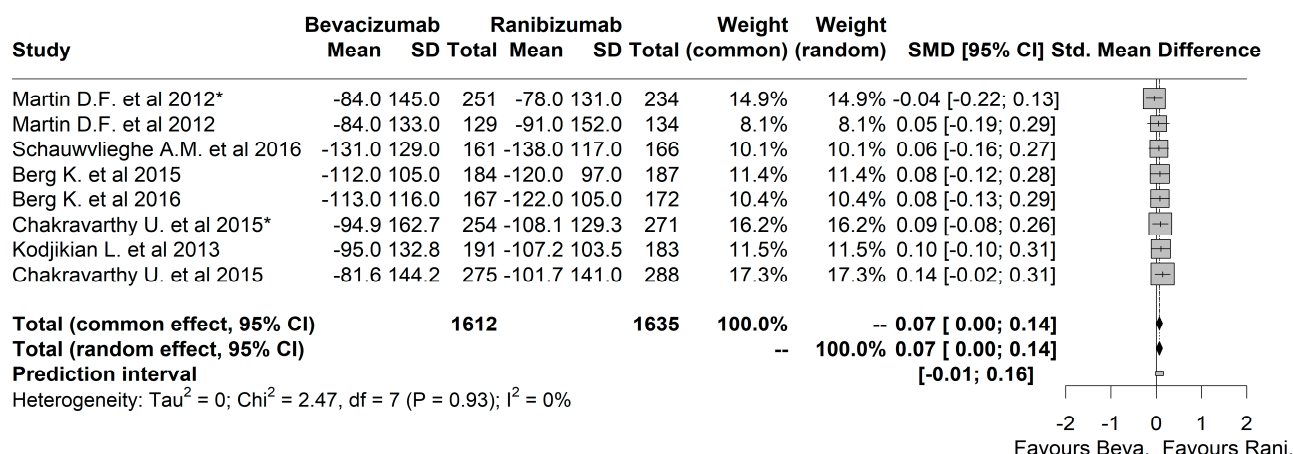 Bevacizumab Ranibizumab Weight Weight
Study Mean SD Total Mean SD Total (common) (random) SMD [95% CI] Std. Mean Difference
Martin D.F. et al 2012* -84.0 145.0 251 -78.0 131.0 234 14.9% 14.9% -0.04 [-0.22; 0.13]
Martin D.F. et al 2012 -84.0 133.0 129 -91.0 152.0 134 8.1% 8.1% 0.05 [-0.19; 0.29]
Schauwvlieghe A.M. et al 2016 -131.0 129.0 161 -138.0 117.0 166 10.1% 10.1% 0.06 [-0.16; 0.27]
Berg K. et al 2015 -112.0 105.0 184 -120.0 97.0 187 11.4% 11.4% 0.08 [-0.12; 0.28]
Berg K. et al 2016 -113.0 116.0 167 -122.0 105.0 172 10.4% 10.4% 0.08 [-0.13; 0.29]
Chakravarthy U. et al 2015* -94.9 162.7 254 -108.1 129.3 271 16.2% 16.2% 0.09 [-0.08; 0.26]
Kodjikian L. et al 2013 -95.0 132.8 191 -107.2 103.5 183 11.5% 11.5% 0.10 [-0.10; 0.31]
Chakravarthy U. et al 2015 -81.6 144.2 275 -101.7 141.0 288 17.3% 17.3% 0.14 [-0.02; 0.31]
Total (common effect, 95% CI) 1612 1635 100.0% -- 0.07 [ 0.00; 0.14]
Total (random effect, 95% CI) -- 100.0% 0.07 [ 0.00; 0.14]
Prediction interval [-0.01; 0.16]
Heterogeneity: Tau² = 0; Chi² = 2.47, df = 7 (P = 0.93); I² = 0%
-2 -1 0 1 2
Favours Beva. Favours Rani.